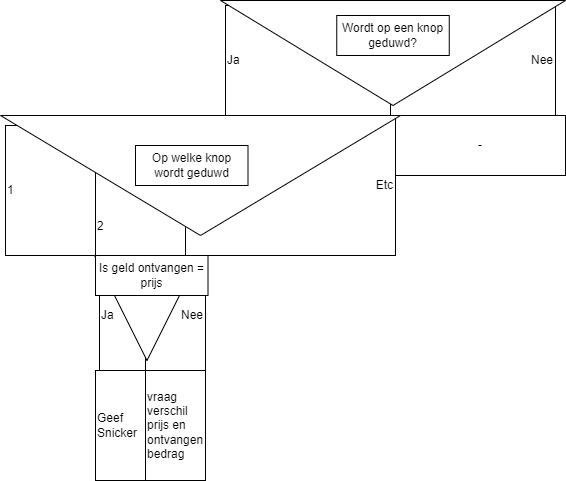 Wordt op een knop
geduwd?
Ja
Nee
Op welke knop
wordt geduwd
-
1
Etc
2
Is geld ontvangen =
prijs
Ja
Nee
Geef
Snicker
vraag
verschil
prijs en
ontvangen
bedrag